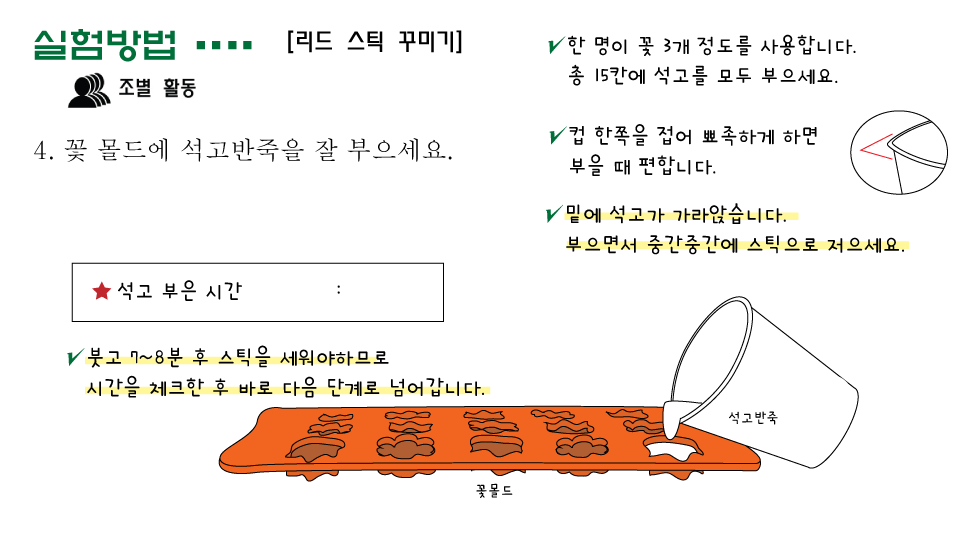 실험방법 ▪▪▪▪ [리드 스틱 꾸미기]
조별 활동
4. 꽃 몰드에 석고반죽을 잘 부으세요.
★ 석고 부은 시간 :
✔ 붓고 7~8분 후 스틱을 세워야하므로
시간을 체크한 후 바로 다음 단계로 넘어갑니다.
✔ 한 명이 꽃 3개 정도를 사용합니다.
총 15칸에 석고를 모두 부으세요.
✔ 컵 한쪽을 접어 뾰족하게 하면
부을 때 편합니다.
✔ 밑에 석고가 가라앉습니다.
부으면서 중간중간에 스틱으로 저으세요.
석고반죽
꽃몰드